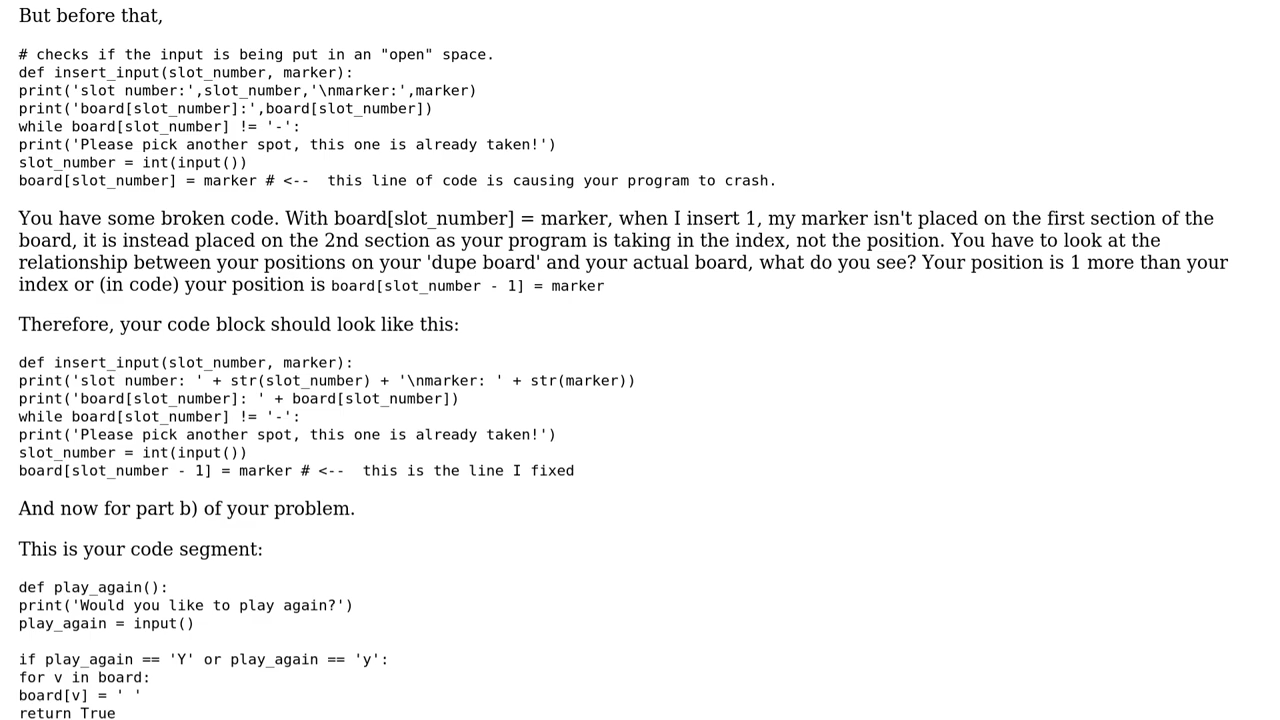 But before that,
# checks if the input is being put in an "open" space.
def insert_input(slot_number, marker):
print('slot number:',slot_number,'\nmarker:',marker)
print('board[slot_number]:',board[slot_number])
while board[slot_number] != '-':
print('Please pick another spot, this one is already taken!')
slot_number = int(input())
board[slot_number] = marker # <--  this line of code is causing your program to crash.
You have some broken code. With board[slot_number] = marker, when I insert 1, my marker isn't placed on the first section of the
board, it is instead placed on the 2nd section as your program is taking in the index, not the position. You have to look at the
relationship between your positions on your 'dupe board' and your actual board, what do you see? Your position is 1 more than your
index or (in code) your position is board[slot_number - 1] = marker
Therefore, your code block should look like this:
def insert_input(slot_number, marker):
print('slot number: ' + str(slot_number) + '\nmarker: ' + str(marker))
print('board[slot_number]: ' + board[slot_number])
while board[slot_number] != '-':
print('Please pick another spot, this one is already taken!')
slot_number = int(input())
board[slot_number - 1] = marker # <--  this is the line I fixed
And now for part b) of your problem.
This is your code segment:
def play_again():
print('Would you like to play again?')
play_again = input()
if play_again == 'Y' or play_again == 'y':
for v in board:
board[v] = ' '
return True